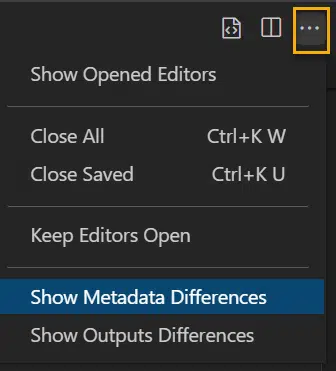 Show Opened Editors
Close All Ctrl+K W
Close Saved Ctrl+K U
Keep Editors Open
Show Metadata Differences
Show Outputs Differences